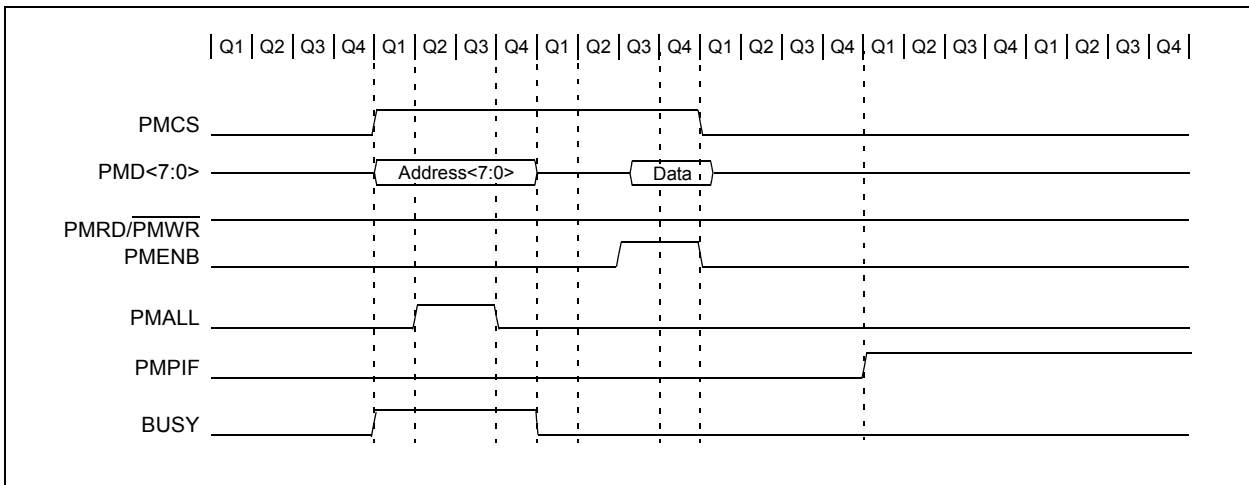 Q1 Q2 Q3 Q4 Q1 Q2 Q3 Q4 Q1 Q2 Q3 Q4 Q1 Q2 Q3 Q4 Q1 Q2 Q3 Q4 Q1 Q2 Q3 Q4
PMCS
PMD<7:0> Address<7:0> Data
PMRD/PMWR
PMENB
PMALL
PMPIF
BUSY